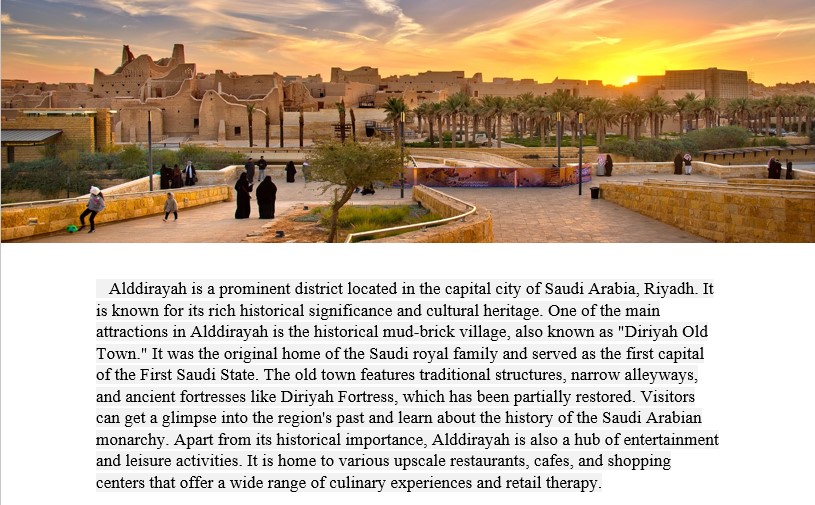 Alddirayah is a prominent district located in the capital city of Saudi Arabia, Riyadh. It
is known for its rich historical significance and cultural heritage. One of the main
attractions in Alddirayah is the historical mud-brick village, also known as "Diriyah Old
Town." It was the original home of the Saudi royal family and served as the first capital
of the First Saudi State. The old town features traditional structures, narrow alleyways,
and ancient fortresses like Diriyah Fortress, which has been partially restored. Visitors
can get a glimpse into the region's past and learn about the history of the Saudi Arabian
monarchy. Apart from its historical importance, Alddirayah is also a hub of entertainment
and leisure activities. It is home to various upscale restaurants, cafes, and shopping
centers that offer a wide range of culinary experiences and retail therapy.